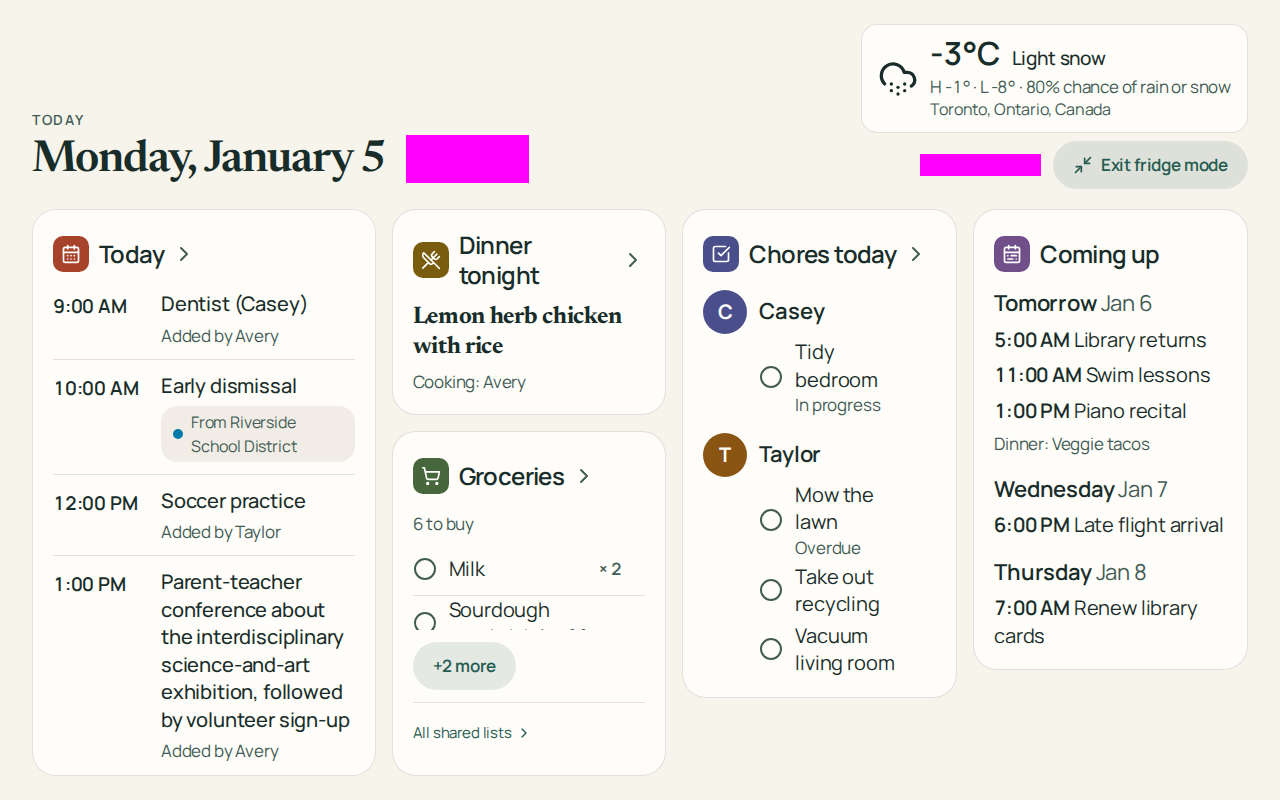 -3°C Light snow
H -1° · L -8° · 80% chance of rain or snow
Toronto, Ontario, Canada
TODAY
Monday, January 5
Exit fridge mode
Today
9:00 AM Dentist (Casey)
Added by Avery
10:00 AM Early dismissal
From Riverside
School District
12:00 PM Soccer practice
Added by Taylor
1:00 PM Parent-teacher
conference about
the interdisciplinary
science-and-art
exhibition, followed
by volunteer sign-up
Added by Avery
Dinner
tonight
Lemon herb chicken
with rice
Cooking: Avery
Groceries
6 to buy
Milk × 2
Sourdough
+2 more
All shared lists
Chores today
C Casey
Tidy
bedroom
In progress
T Taylor
Mow the
lawn
Overdue
Take out
recycling
Vacuum
living room
Coming up
Tomorrow Jan 6
5:00 AM Library returns
11:00 AM Swim lessons
1:00 PM Piano recital
Dinner: Veggie tacos
Wednesday Jan 7
6:00 PM Late flight arrival
Thursday Jan 8
7:00 AM Renew library
cards